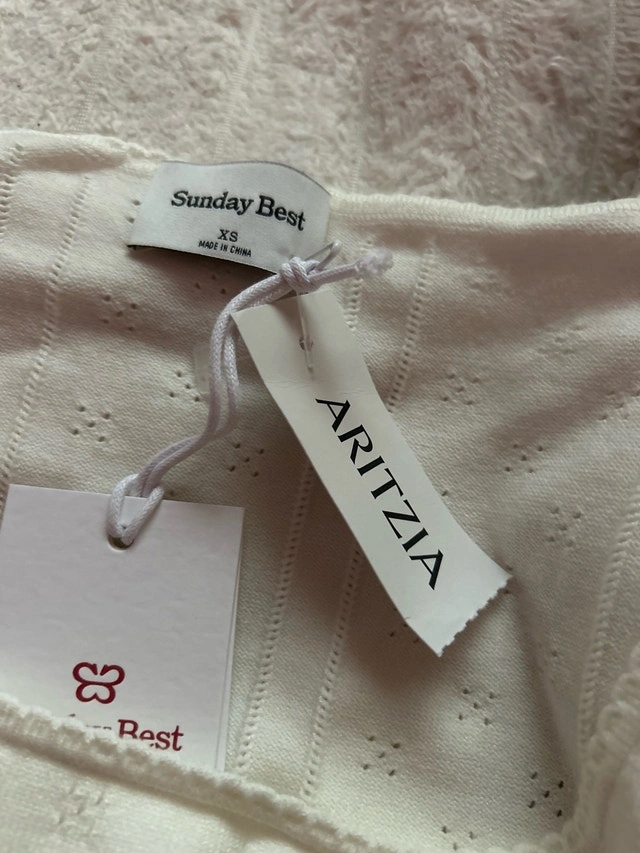 Sunday Best
XS
MADE IN CHINA
ARITZIA
Best